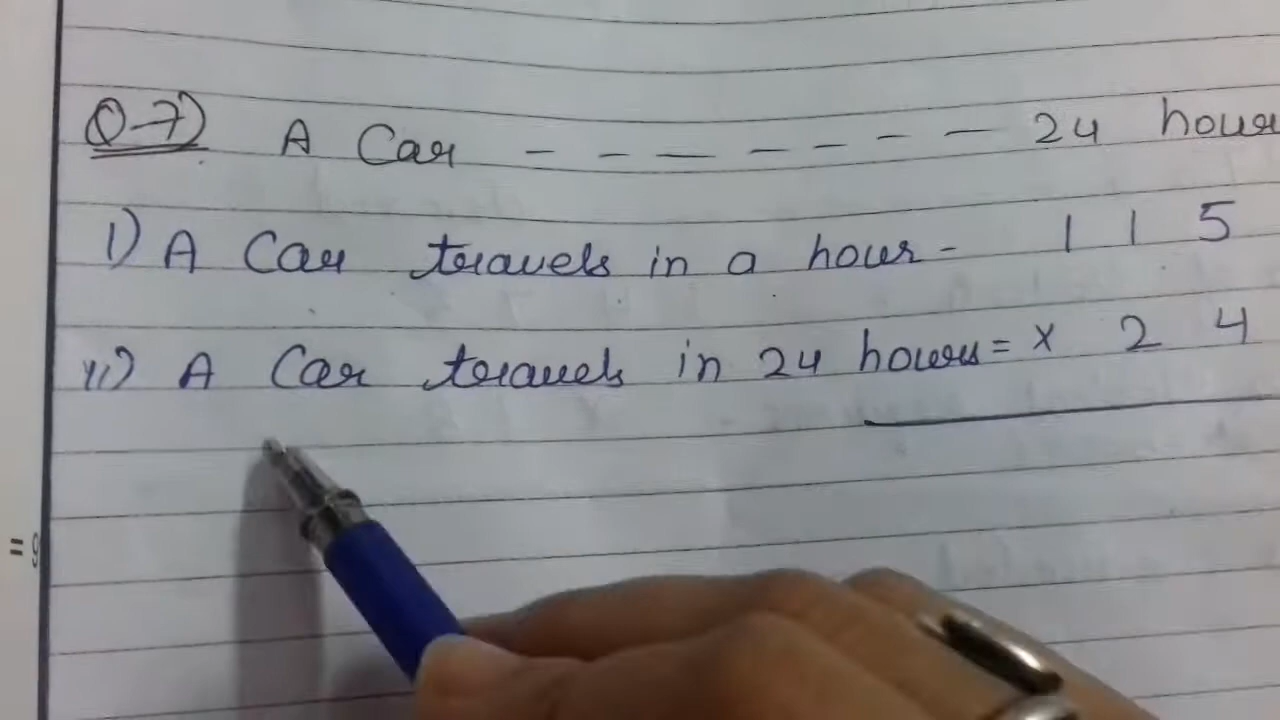 Q-7) A Car - - - - - - - 24 hour
i) A Car travels in a hour - 1 1 5
ii) A Car travels in 24 hours = x 2 4
= 9